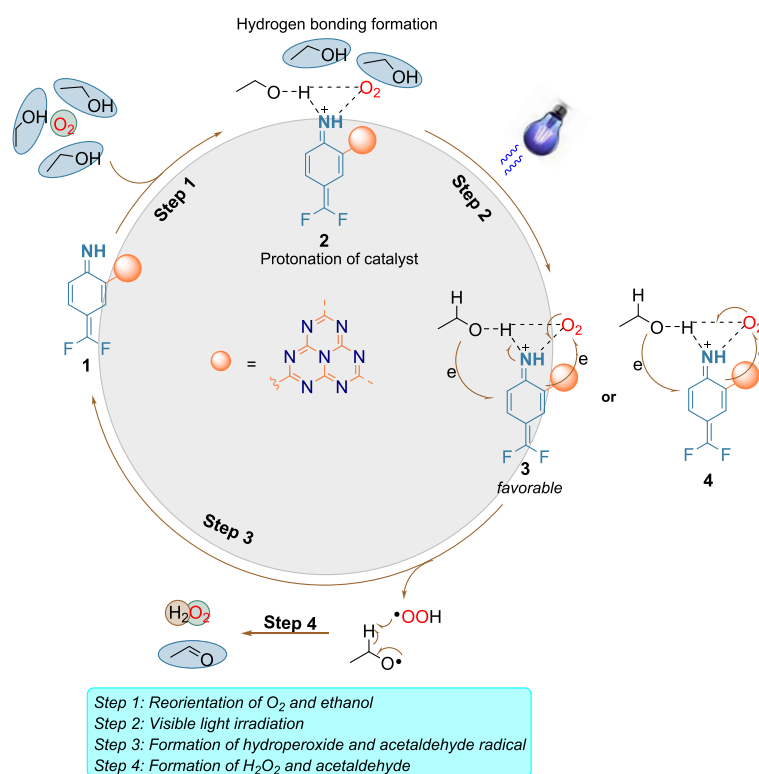 Hydrogen bonding formation
OH
OH
OH
OH
OH
O₂
O
H
O₂
+
NH
F F
2
Protonation of catalyst
Step 1
Step 2
NH
F F
1
=
N N
N N N
N N
H
O
H
O₂
+
NH
e
e
F F
3
favorable
or
H
O
H
O₂
+
NH
e
F F
4
Step 3
•OOH
H
O•
Step 4
H₂O₂
O
Step 1: Reorientation of O₂ and ethanol
Step 2: Visible light irradiation
Step 3: Formation of hydroperoxide and acetaldehyde radical
Step 4: Formation of H₂O₂ and acetaldehyde